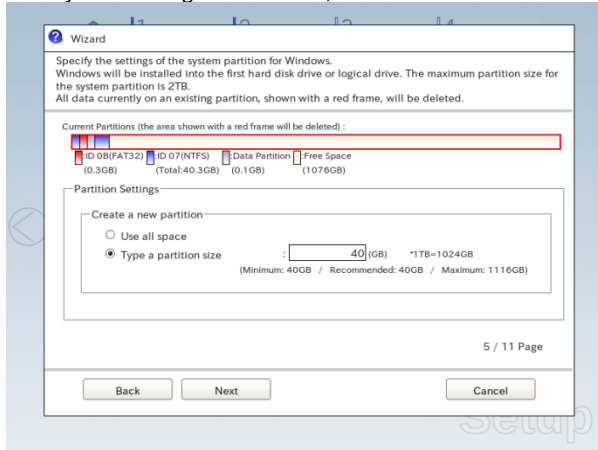 Wizard
Specify the settings of the system partition for Windows.
Windows will be installed into the first hard disk drive or logical drive. The maximum partition size for
the system partition is 2TB.
All data currently on an existing partition, shown with a red frame, will be deleted.
Current Partitions (the area shown with a red frame will be deleted) :
:ID 0B(FAT32) :ID 07(NTFS) :Data Partition :Free Space
(0.3GB) (Total:40.3GB) (0.1GB) (1076GB)
Partition Settings
Create a new partition
Use all space
Type a partition size : 40 (GB) *1TB=1024GB
(Minimum: 40GB / Recommended: 40GB / Maximum: 1116GB)
5 / 11 Page
Back Next Cancel
Setup